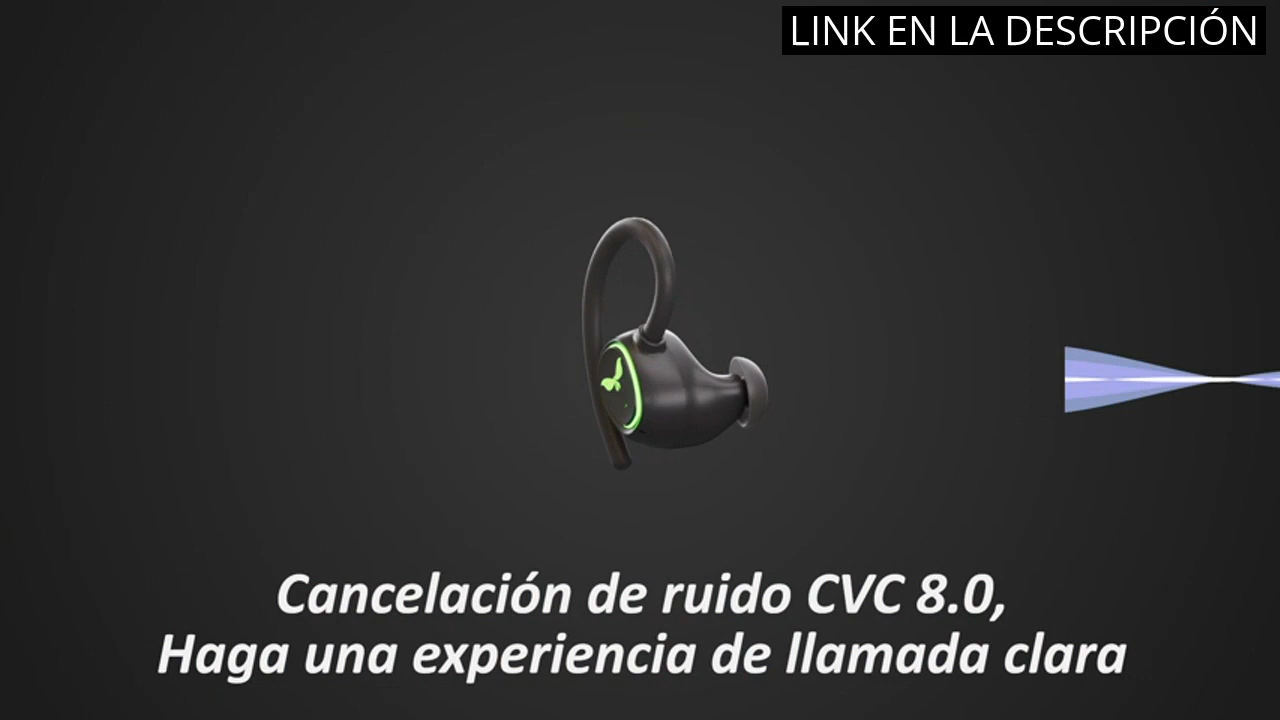 LINK EN LA DESCRIPCIÓN
Cancelación de ruido CVC 8.0,
Haga una experiencia de llamada clara